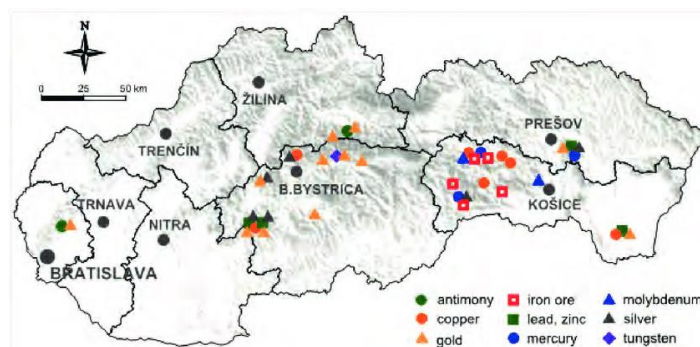 N
0 25 50 km
ŽILINA
PREŠOV
TRENČÍN
B.BYSTRICA
KOŠICE
TRNAVA
NITRA
BRATISLAVA
antimony iron ore molybdenum
copper lead, zinc silver
gold mercury tungsten